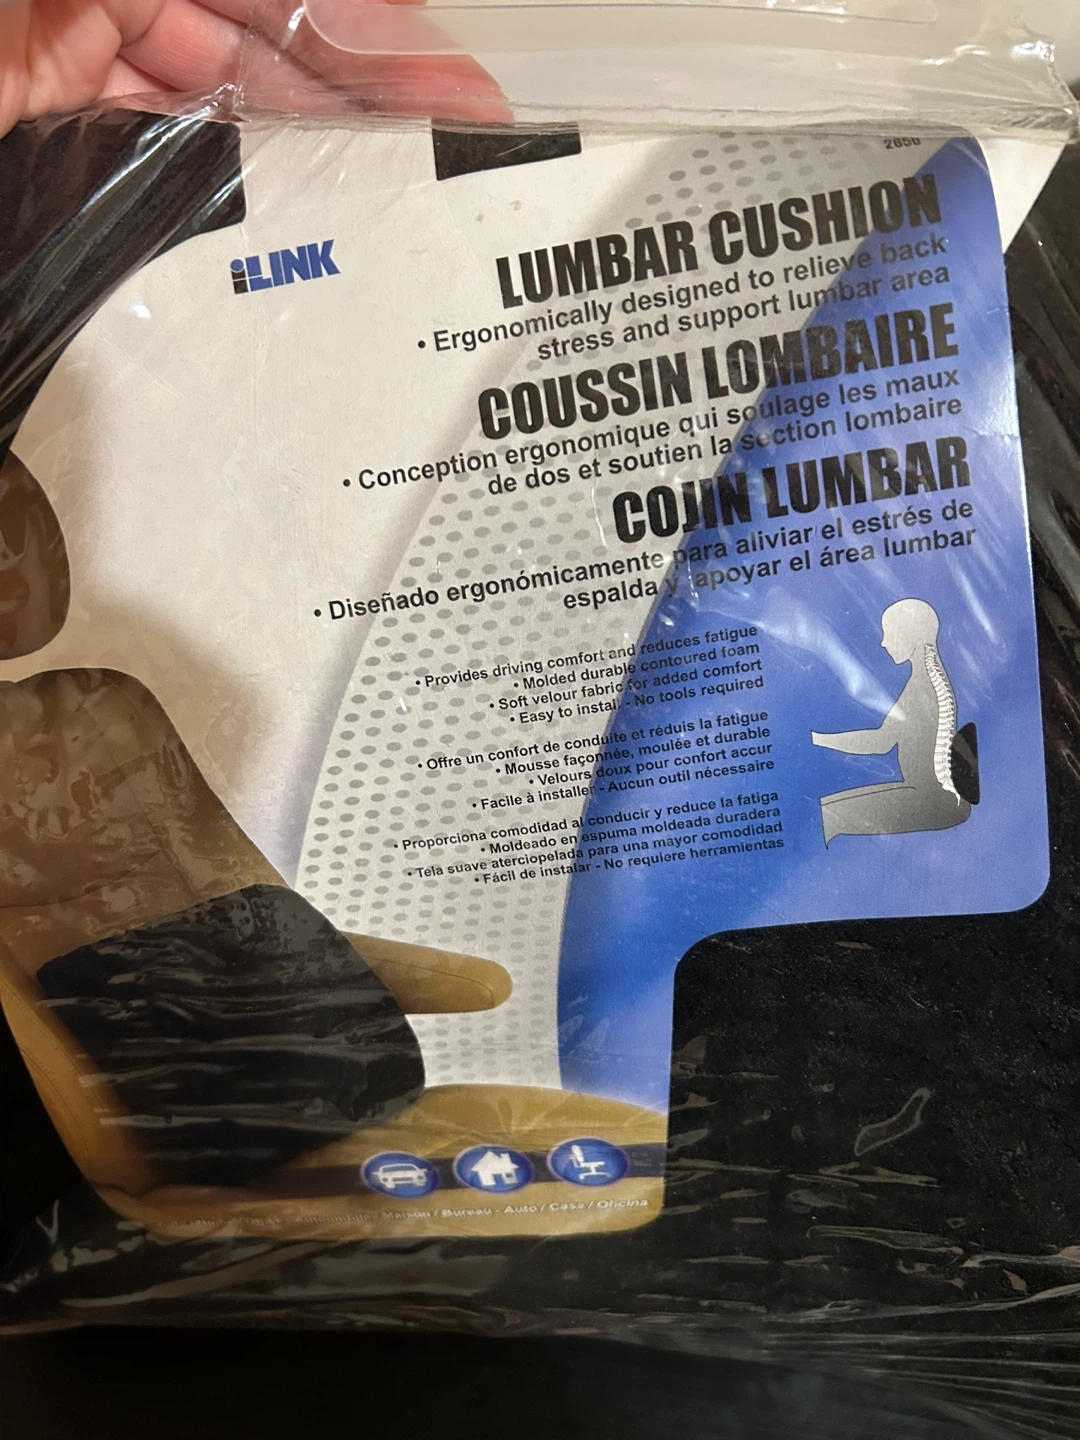 2650
iLINK
LUMBAR CUSHION
• Ergonomically designed to relieve back
stress and support lumbar area
COUSSIN LOMBAIRE
• Conception ergonomique qui soulage les maux
de dos et soutien la section lombaire
COJIN LUMBAR
• Diseñado ergonómicamente para aliviar el estrés de
espalda y apoyar el área lumbar
• Provides driving comfort and reduces fatigue
• Molded durable contoured foam
• Soft velour fabric for added comfort
• Easy to install - No tools required
• Offre un confort de conduite et réduis la fatigue
• Mousse façonnée, moulée et durable
• Velours doux pour confort accur
• Facile à installer - Aucun outil nécessaire
• Proporciona comodidad al conducir y reduce la fatiga
• Moldeado en espuma moldeada duradera
• Tela suave aterciopelada para una mayor comodidad
• Fácil de instalar - No requiere herramientas
Maison / Bureau - Auto / Casa / Oficina